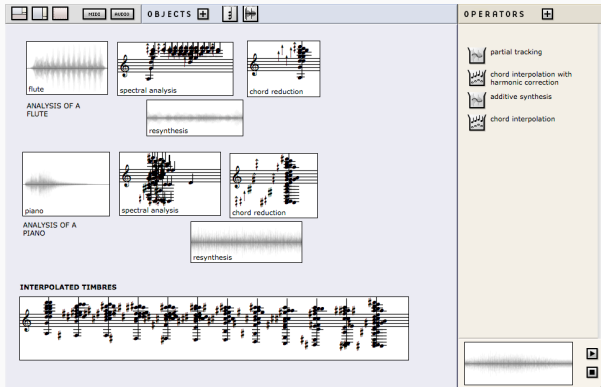 MIDI AUDIO OBJECTS
OPERATORS
flute
spectral analysis
chord reduction
ANALYSIS OF A
FLUTE
resynthesis
piano
spectral analysis
chord reduction
ANALYSIS OF A
PIANO
resynthesis
INTERPOLATED TIMBRES
partial tracking
chord interpolation with
harmonic correction
additive synthesis
chord interpolation